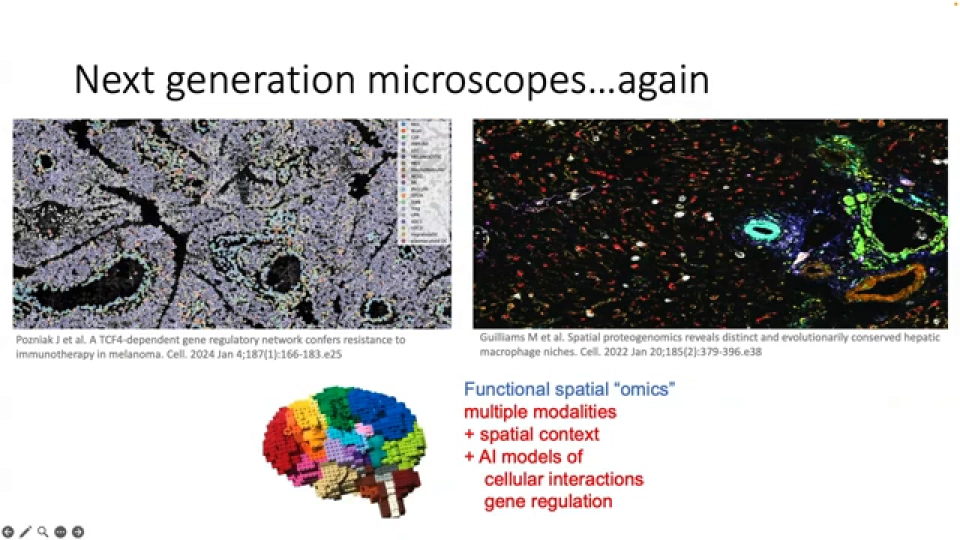 Next generation microscopes...again
Pozniak J et al. A TCF4-dependent gene regulatory network confers resistance to
immunotherapy in melanoma. Cell. 2024 Jan 4;187(1):166-183.e25
Guilliams M et al. Spatial proteogenomics reveals distinct and evolutionarily conserved hepatic
macrophage niches. Cell. 2022 Jan 20;185(2):379-396.e38
Functional spatial “omics”
multiple modalities
+ spatial context
+ AI models of
cellular interactions
gene regulation